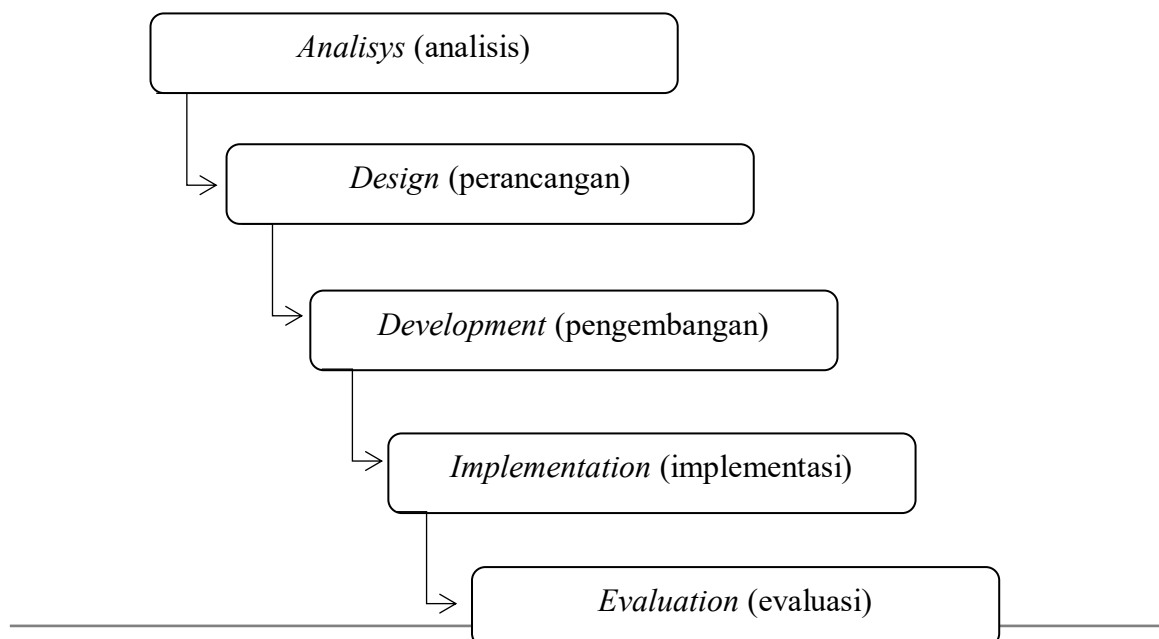 Analisys (analisis)
Design (perancangan)
Development (pengembangan)
Implementation (implementasi)
Evaluation (evaluasi)